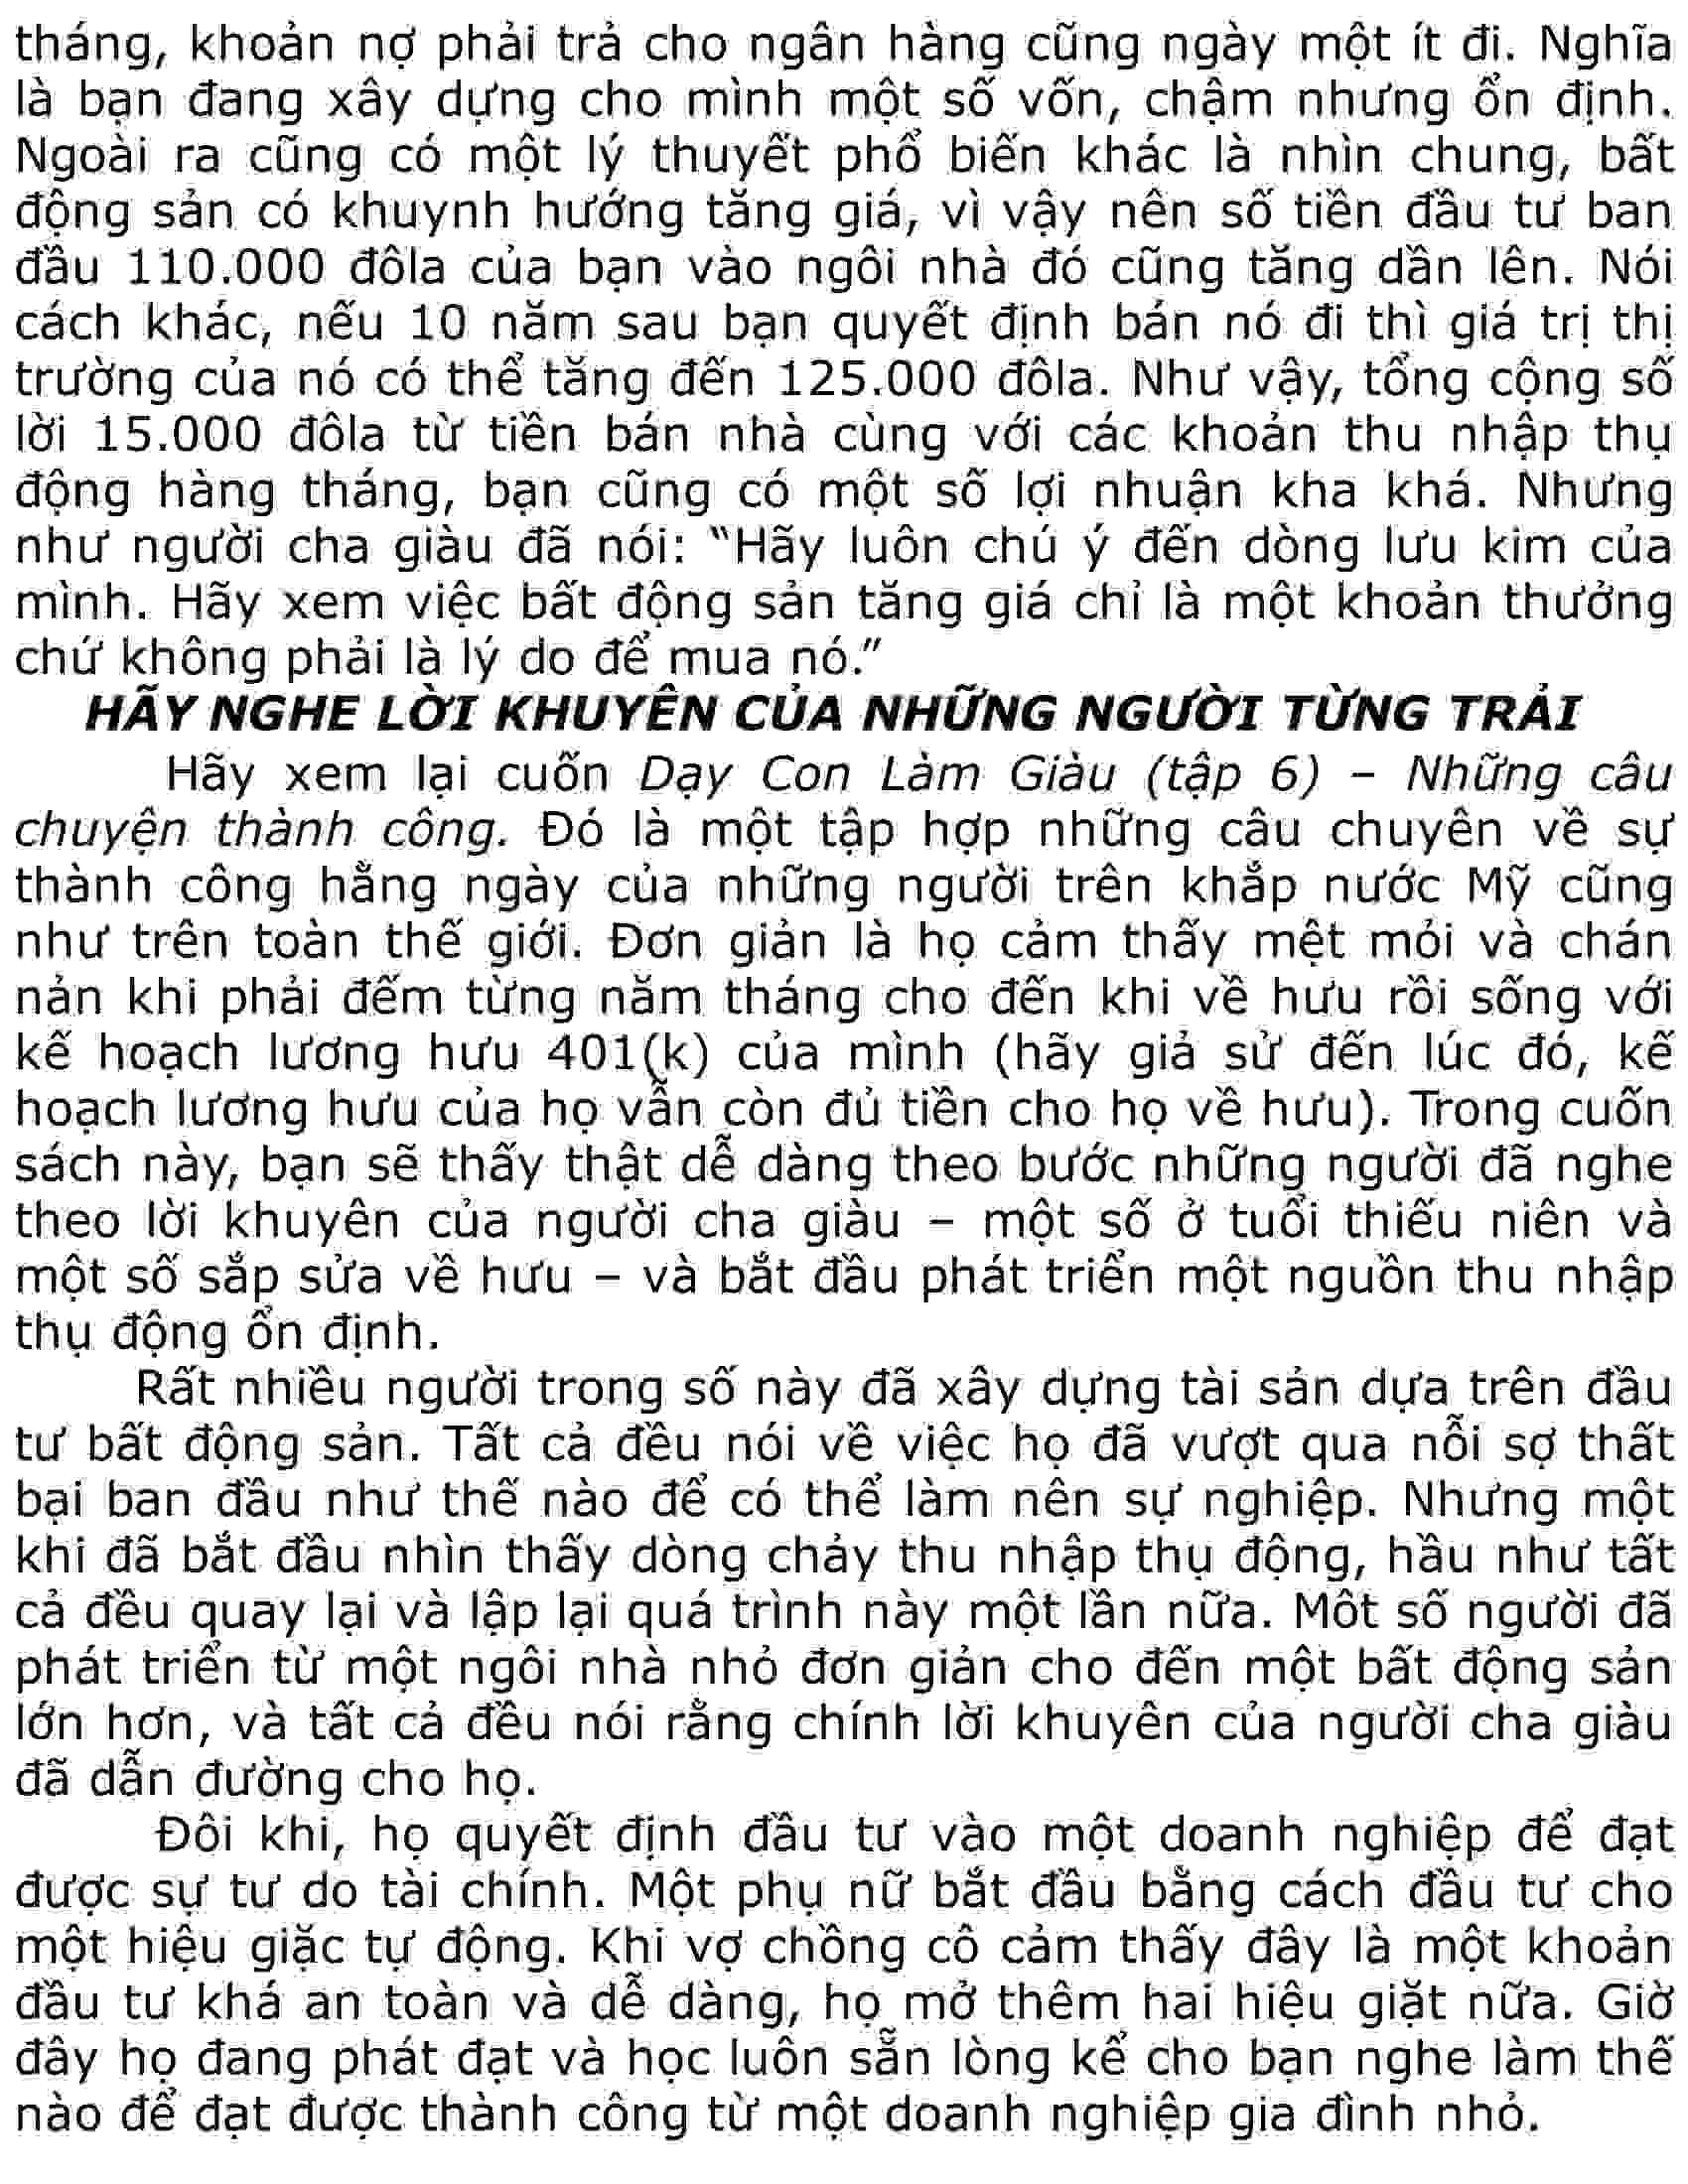 tháng, khoản nợ phải trả cho ngân hàng cũng ngày một ít đi. Nghĩa
là bạn đang xây dựng cho mình một số vốn, chậm nhưng ổn định.
Ngoài ra cũng có một lý thuyết phổ biến khác là nhìn chung, bất
động sản có khuynh hướng tăng giá, vì vậy nên số tiền đầu tư ban
đầu 110.000 đôla của bạn vào ngôi nhà đó cũng tăng dần lên. Nói
cách khác, nếu 10 năm sau bạn quyết định bán nó đi thì giá trị thị
trường của nó có thể tăng đến 125.000 đôla. Như vậy, tổng cộng số
lời 15.000 đôla từ tiền bán nhà cùng với các khoản thu nhập thụ
động hàng tháng, bạn cũng có một số lợi nhuận kha khá. Nhưng
như người cha giàu đã nói: “Hãy luôn chú ý đến dòng lưu kim của
mình. Hãy xem việc bất động sản tăng giá chỉ là một khoản thưởng
chứ không phải là lý do để mua nó.”
HÃY NGHE LỜI KHUYÊN CỦA NHỮNG NGƯỜI TỪNG TRẢI
Hãy xem lại cuốn Dạy Con Làm Giàu (tập 6) – Những câu
chuyện thành công. Đó là một tập hợp những câu chuyên về sự
thành công hằng ngày của những người trên khắp nước Mỹ cũng
như trên toàn thế giới. Đơn giản là họ cảm thấy mệt mỏi và chán
nản khi phải đếm từng năm tháng cho đến khi về hưu rồi sống với
kế hoạch lương hưu 401(k) của mình (hãy giả sử đến lúc đó, kế
hoạch lương hưu của họ vẫn còn đủ tiền cho họ về hưu). Trong cuốn
sách này, bạn sẽ thấy thật dễ dàng theo bước những người đã nghe
theo lời khuyên của người cha giàu – một số ở tuổi thiếu niên và
một số sắp sửa về hưu – và bắt đầu phát triển một nguồn thu nhập
thụ động ổn định.
Rất nhiều người trong số này đã xây dựng tài sản dựa trên đầu
tư bất động sản. Tất cả đều nói về việc họ đã vượt qua nỗi sợ thất
bại ban đầu như thế nào để có thể làm nên sự nghiệp. Nhưng một
khi đã bắt đầu nhìn thấy dòng chảy thu nhập thụ động, hầu như tất
cả đều quay lại và lập lại quá trình này một lần nữa. Môt số người đã
phát triển từ một ngôi nhà nhỏ đơn giản cho đến một bất động sản
lớn hơn, và tất cả đều nói rằng chính lời khuyên của người cha giàu
đã dẫn đường cho họ.
Đôi khi, họ quyết định đầu tư vào một doanh nghiệp để đạt
được sự tư do tài chính. Một phụ nữ bắt đầu bằng cách đầu tư cho
một hiệu giặc tự động. Khi vợ chồng cô cảm thấy đây là một khoản
đầu tư khá an toàn và dễ dàng, họ mở thêm hai hiệu giặt nữa. Giờ
đây họ đang phát đạt và học luôn sẵn lòng kể cho bạn nghe làm thế
nào để đạt được thành công từ một doanh nghiệp gia đình nhỏ.